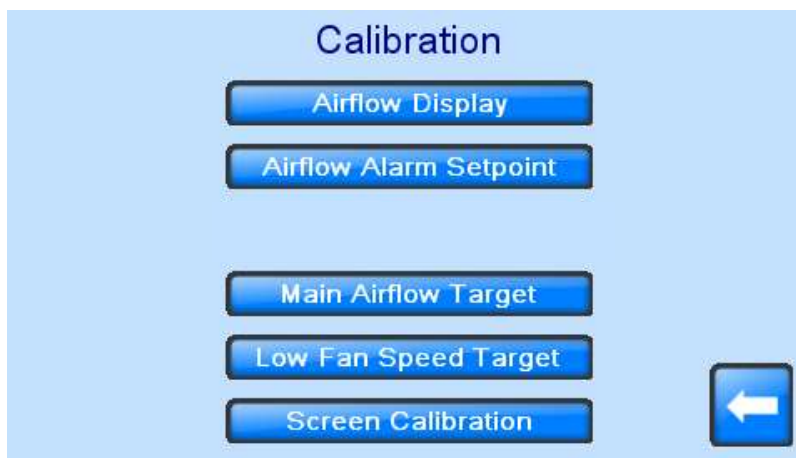 Calibration
Airflow Display
Airflow Alarm Setpoint
Main Airflow Target
Low Fan Speed Target
Screen Calibration